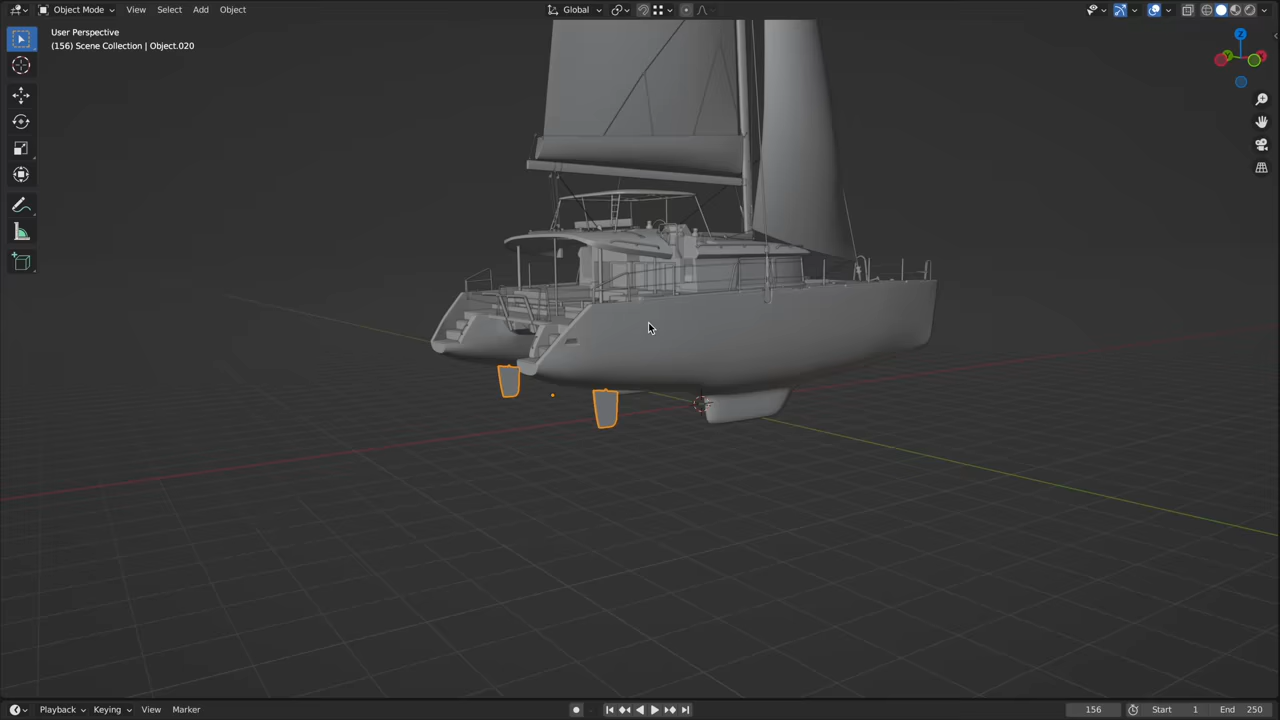 Object Mode View Select Add Object Global
User Perspective
(156) Scene Collection | Object.020
Z
Y
Playback Keying View Marker 156 Start 1 End 250